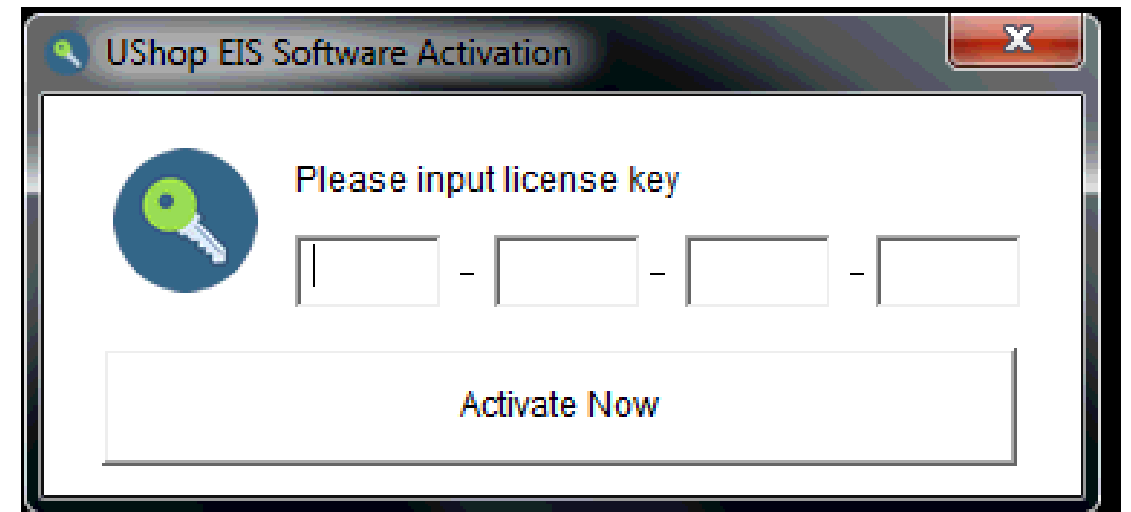 UShop EIS Software Activation
Please input license key
- - -
Activate Now